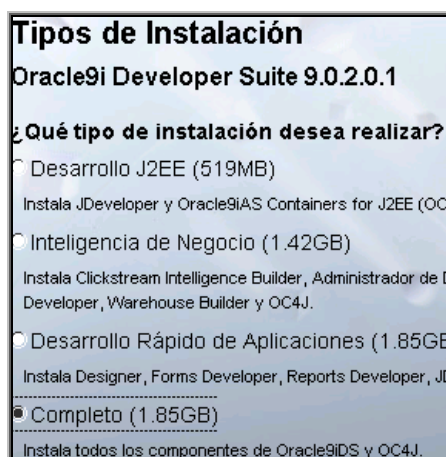 Tipos de Instalación
Oracle9i Developer Suite 9.0.2.0.1
¿Qué tipo de instalación desea realizar?
Desarrollo J2EE (519MB)
Instala JDeveloper y Oracle9iAS Containers for J2EE (OC
Inteligencia de Negocio (1.42GB)
Instala Clickstream Intelligence Builder, Administrador de
Developer, Warehouse Builder y OC4J.
Desarrollo Rápido de Aplicaciones (1.85GB
Instala Designer, Forms Developer, Reports Developer,
Completo (1.85GB)
Instala todos los componentes de Oracle9iDS y OC4J.